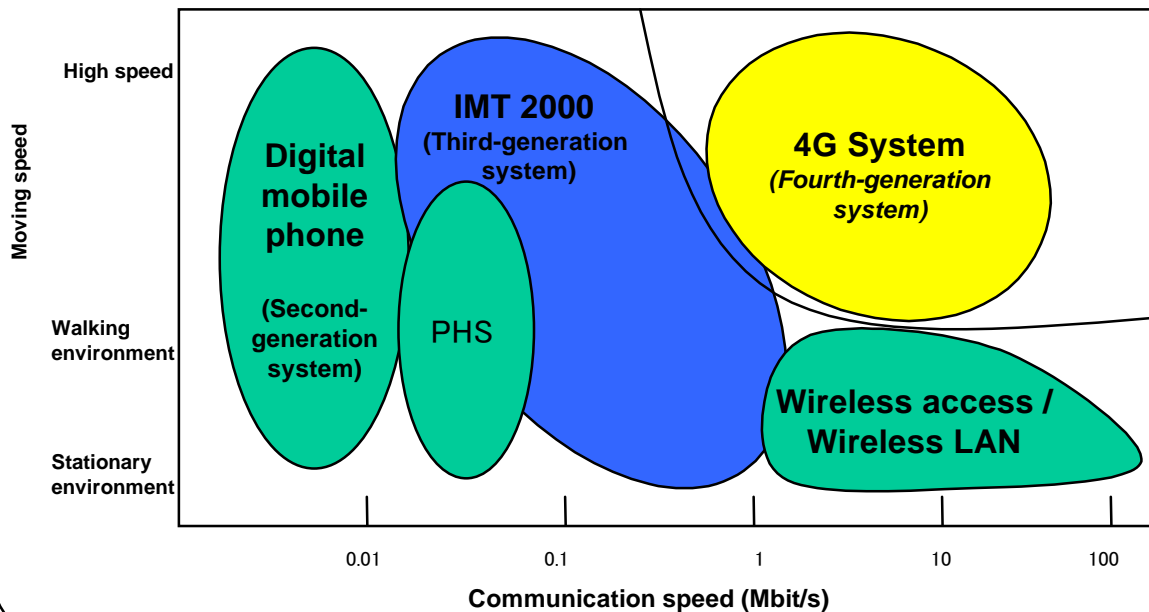 Moving speed
High speed
Walking
environment
Stationary
environment
Digital
mobile
phone
(Second-
generation
system)
IMT 2000
(Third-generation
system)
PHS
4G System
(Fourth-generation
system)
Wireless access /
Wireless LAN
0.01
0.1
1
10
100
Communication speed (Mbit/s)